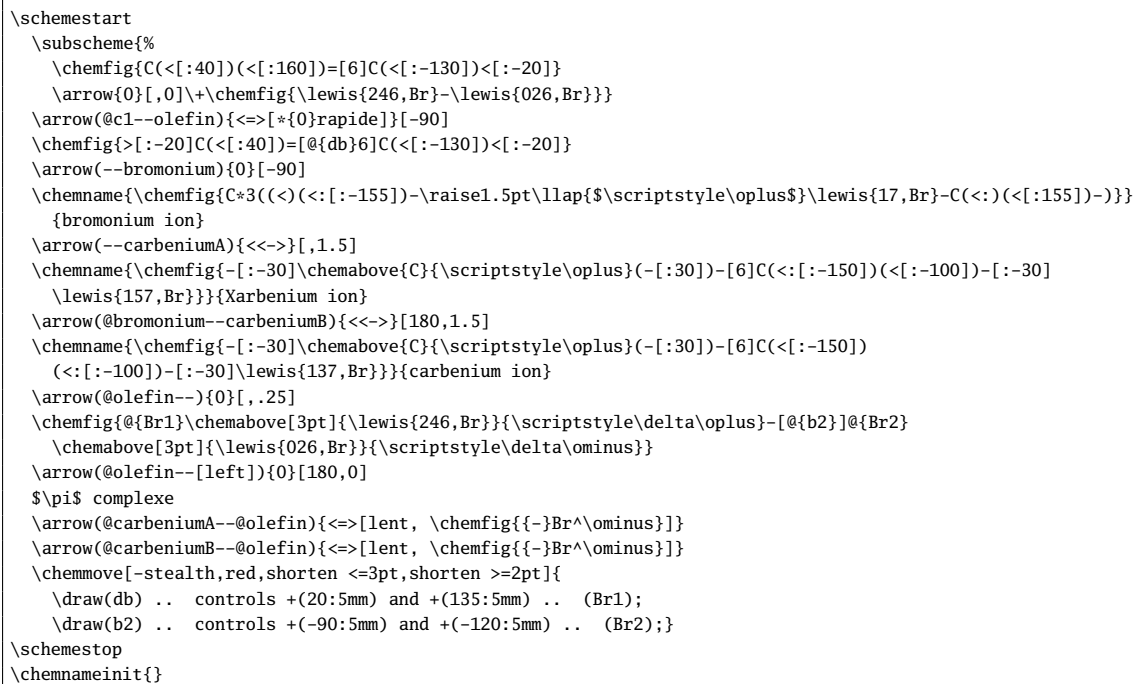 \schemestart
  \subscheme{%
    \chemfig{C(<[:40])(<[:160])=[6]C(<[:-130])<[:-20]}
    \arrow{0}[,0]\+\chemfig{\lewis{246,Br}-\lewis{026,Br}}}
  \arrow(@c1--olefin){<=>[*{0}rapide]}[-90]
  \chemfig{>[:-20]C(<[:40])=[@{db}6]C(<[:-130])<[:-20]}
  \arrow(--bromonium){0}[-90]
  \chemname{\chemfig{C*3((<)(<:[:-155])-\raise1.5pt\llap{$\scriptstyle\oplus$}\lewis{17,Br}-C(<:)(<[:155])-)}}
    {bromonium ion}
  \arrow(--carbeniumA){<<->}[,1.5]
  \chemname{\chemfig{-[:-30]\chemabove{C}{\scriptstyle\oplus}(-[:30])-[6]C(<:[:-150])(<[:-100])-[:-30]
    \lewis{157,Br}}}{Xarbenium ion}
  \arrow(@bromonium--carbeniumB){<<->}[180,1.5]
  \chemname{\chemfig{-[:-30]\chemabove{C}{\scriptstyle\oplus}(-[:30])-[6]C(<[:-150])
    (<:[:-100])-[:-30]\lewis{137,Br}}}{carbenium ion}
  \arrow(@olefin--){0}[,.25]
  \chemfig{@{Br1}\chemabove[3pt]{\lewis{246,Br}}{\scriptstyle\delta\oplus}-[@{b2}]@{Br2}
    \chemabove[3pt]{\lewis{026,Br}}{\scriptstyle\delta\ominus}}
  \arrow(@olefin--[left]){0}[180,0]
  $\pi$ complexe
  \arrow(@carbeniumA--@olefin){<=>[lent, \chemfig{{-}Br^\ominus}]}
  \arrow(@carbeniumB--@olefin){<=>[lent, \chemfig{{-}Br^\ominus}]}
  \chemmove[-stealth,red,shorten <=3pt,shorten >=2pt]{
    \draw(db) ..  controls +(20:5mm) and +(135:5mm) ..  (Br1);
    \draw(b2) ..  controls +(-90:5mm) and +(-120:5mm) ..  (Br2);}
\schemestop
\chemnameinit{}